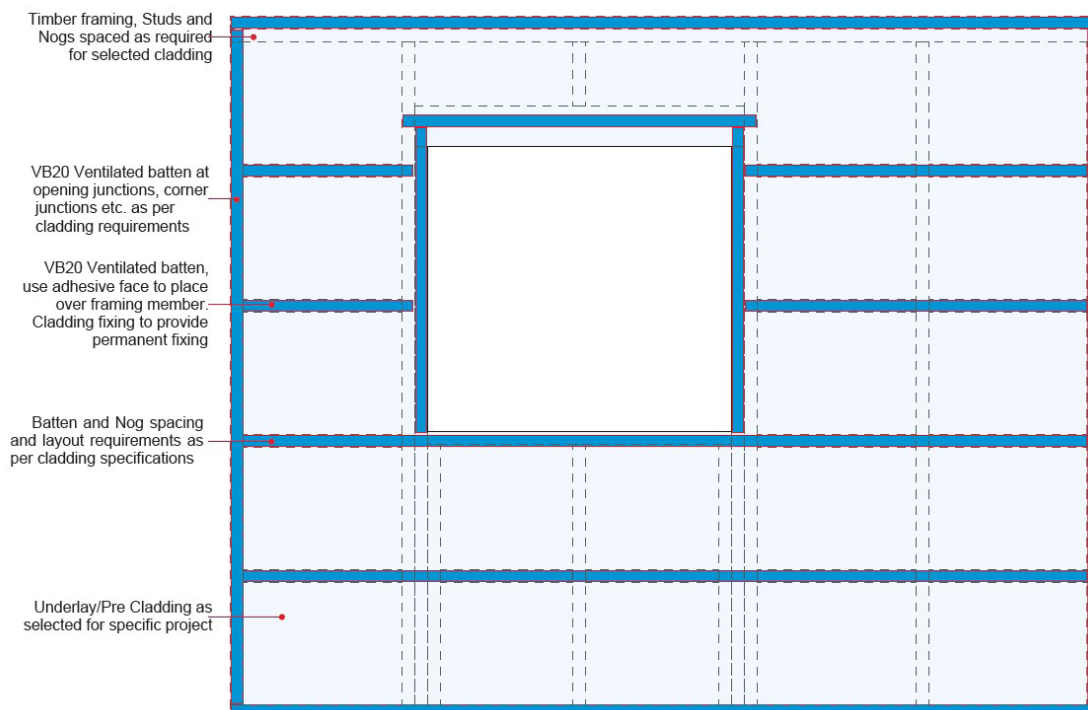 Timber framing, Studs and
Nogs spaced as required
for selected cladding
VB20 Ventilated batten at
opening junctions, corner
junctions etc. as per
cladding requirements
VB20 Ventilated batten,
use adhesive face to place
over framing member.
Cladding fixing to provide
permanent fixing
Batten and Nog spacing
and layout requirements as
per cladding specifications
Underlay/Pre Cladding as
selected for specific project